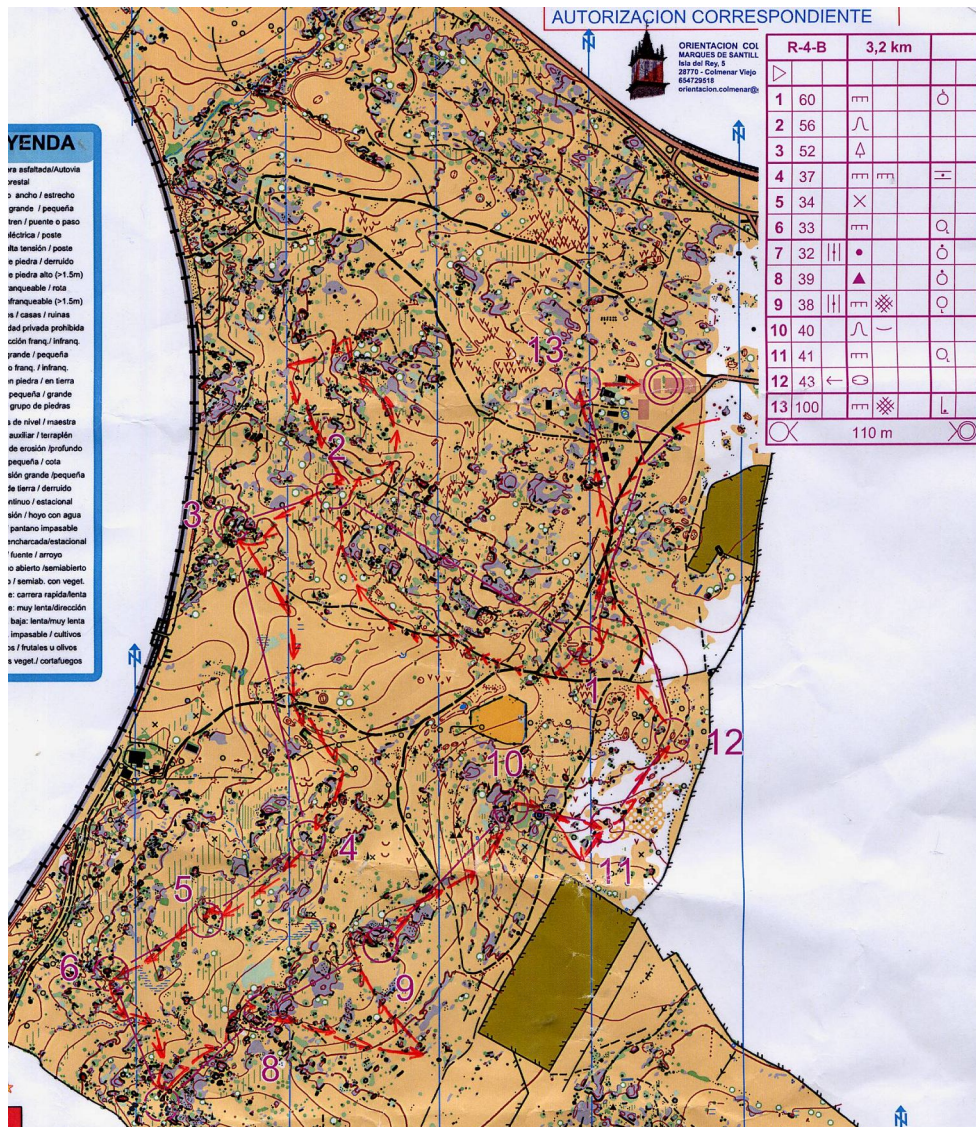 AUTORIZACION CORRESPONDIENTE
N
ORIENTACION COL
MARQUES DE SANTILL
Isla del Rey, 5
28770 - Colmenar Viejo
654729518
orientacion.colmenar@
R-4-B 3,2 km
1 60
2 56
3 52
4 37
5 34
6 33
7 32
8 39
9 38
10 40
11 41
12 43
13 100
110 m
YENDA
ra asfaltada/Autovia
orestal
o ancho / estrecho
grande / pequeña
tren / puente o paso
eléctrica / poste
alta tensión / poste
e piedra / derruido
e piedra alto (>1.5m)
anqueable / rota
nfranqueable (>1.5m)
os / casas / ruinas
dad privada prohibida
cción franq./ infranq.
grande / pequeña
o franq. / infranq.
en piedra / en tierra
pequeña / grande
grupo de piedras
s de nivel / maestra
auxiliar / terraplén
de erosión /profundo
pequeña / cota
sión grande /pequeña
de tierra / derruido
ontinuo / estacional
sión / hoyo con agua
/ pantano impasable
encharcada/estacional
/ fuente / arroyo
o abierto /semiabierto
o / semiab. con veget.
e: carrera rapida/lenta
e: muy lenta/dirección
baja: lenta/muy lenta
impasable / cultivos
os / frutales u olivos
s veget./ cortafuegos
13
2
3
1
12
10
4
11
5
6
9
8